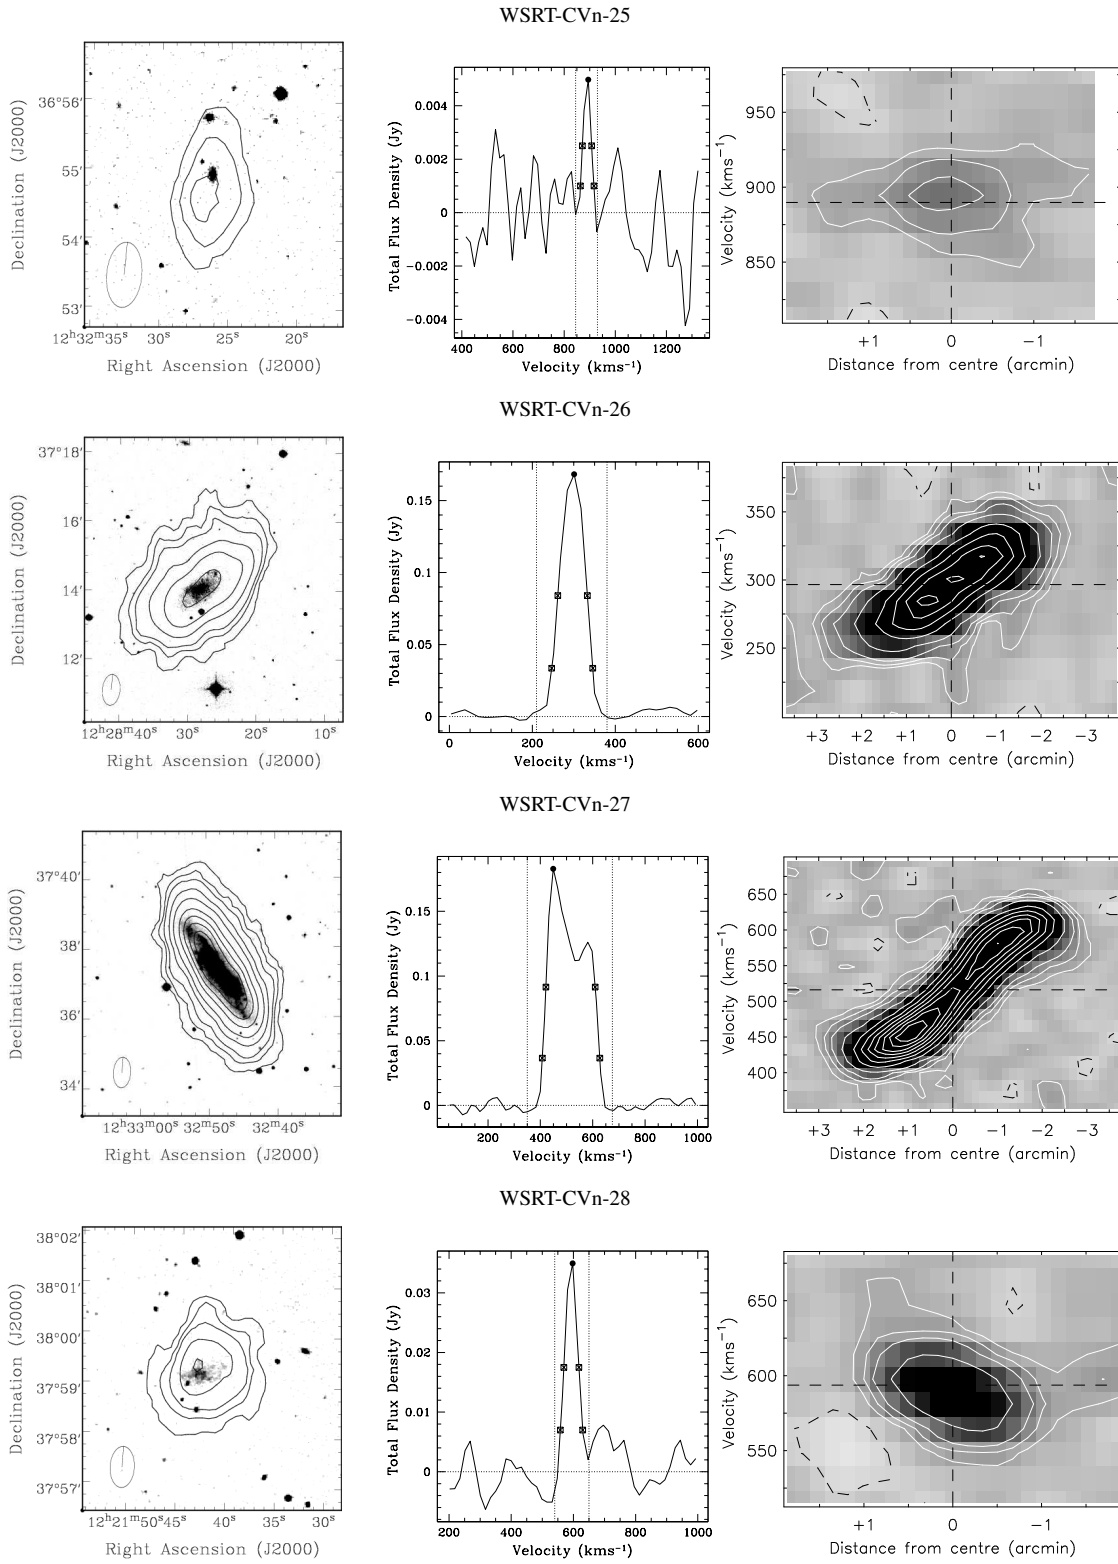 WSRT-CVn-25
Declination (J2000)
36°56′
55′
54′
53′
12ʰ32ᵐ35ˢ 30ˢ 25ˢ 20ˢ
Right Ascension (J2000)
Total Flux Density (Jy)
0.004
0.002
0
−0.002
−0.004
400 600 800 1000 1200
Velocity (kms⁻¹)
Velocity (kms⁻¹)
950
900
850
+1 0 −1
Distance from centre (arcmin)
WSRT-CVn-26
Declination (J2000)
37°18′
16′
14′
12′
12ʰ28ᵐ40ˢ 30ˢ 20ˢ 10ˢ
Right Ascension (J2000)
Total Flux Density (Jy)
0.15
0.1
0.05
0
0 200 400 600
Velocity (kms⁻¹)
Velocity (kms⁻¹)
350
300
250
+3 +2 +1 0 −1 −2 −3
Distance from centre (arcmin)
WSRT-CVn-27
Declination (J2000)
37°40′
38′
36′
34′
12ʰ33ᵐ00ˢ 32ᵐ50ˢ 32ᵐ40ˢ
Right Ascension (J2000)
Total Flux Density (Jy)
0.15
0.1
0.05
0
200 400 600 800 1000
Velocity (kms⁻¹)
Velocity (kms⁻¹)
650
600
550
500
450
400
+3 +2 +1 0 −1 −2 −3
Distance from centre (arcmin)
WSRT-CVn-28
Declination (J2000)
38°02′
38°01′
38°00′
37°59′
37°58′
37°57′
12ʰ21ᵐ50ˢ 45ˢ 40ˢ 35ˢ 30ˢ
Right Ascension (J2000)
Total Flux Density (Jy)
0.03
0.02
0.01
0
200 400 600 800 1000
Velocity (kms⁻¹)
Velocity (kms⁻¹)
650
600
550
+1 0 −1
Distance from centre (arcmin)